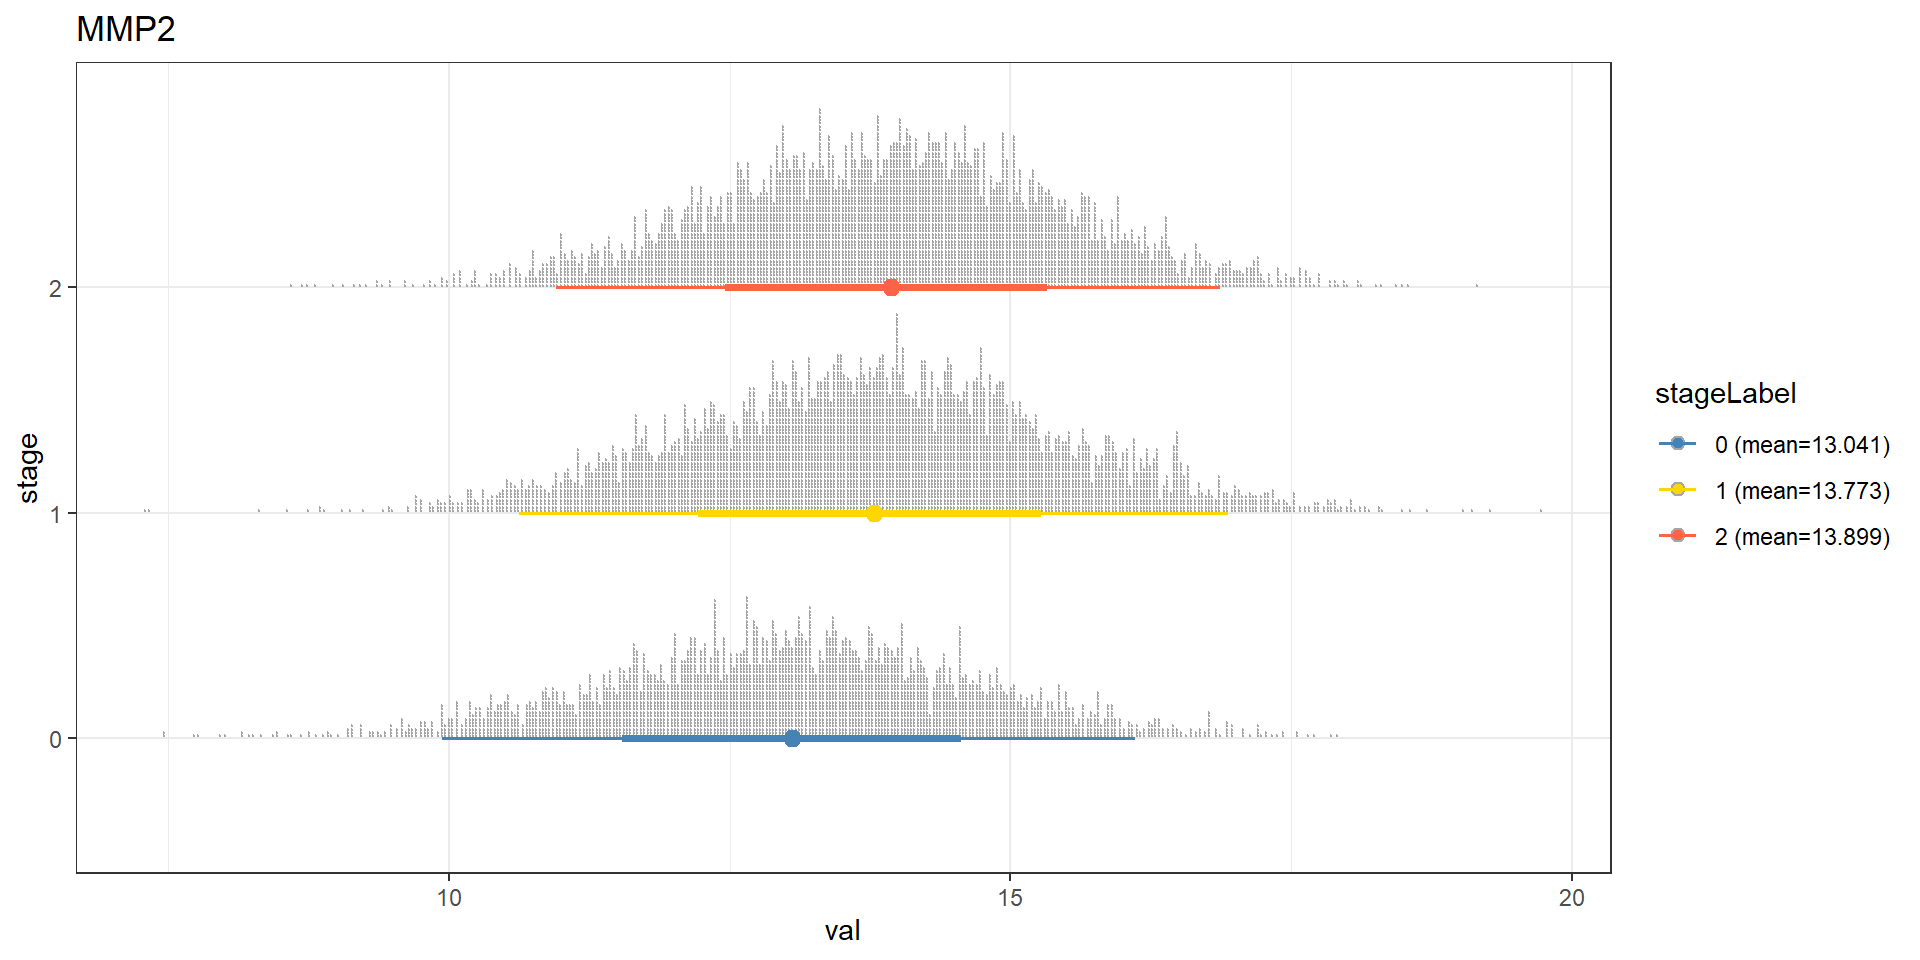 MMP2
stage
2
1
0
10
15
20
val
stageLabel
0 (mean=13.041)
1 (mean=13.773)
2 (mean=13.899)